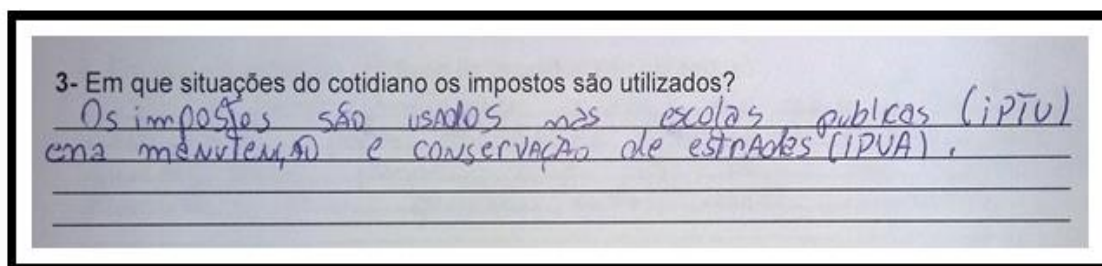 3- Em que situações do cotidiano os impostos são utilizados?
Os impostos são usados nas escolas publicas (iPTU)
e na manutenção e conservação de estradas (IPVA).